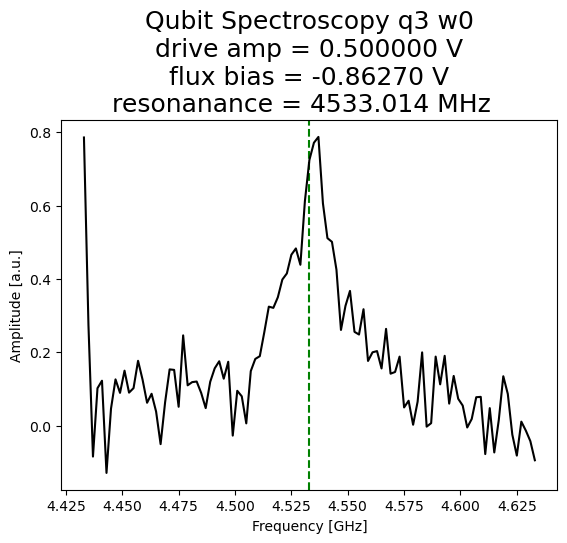 Qubit Spectroscopy q3 w0
drive amp = 0.500000 V
flux bias = -0.86270 V
resonanance = 4533.014 MHz
0.8
0.6
0.4
0.2
0.0
Amplitude [a.u.]
4.425 4.450 4.475 4.500 4.525 4.550 4.575 4.600 4.625
Frequency [GHz]